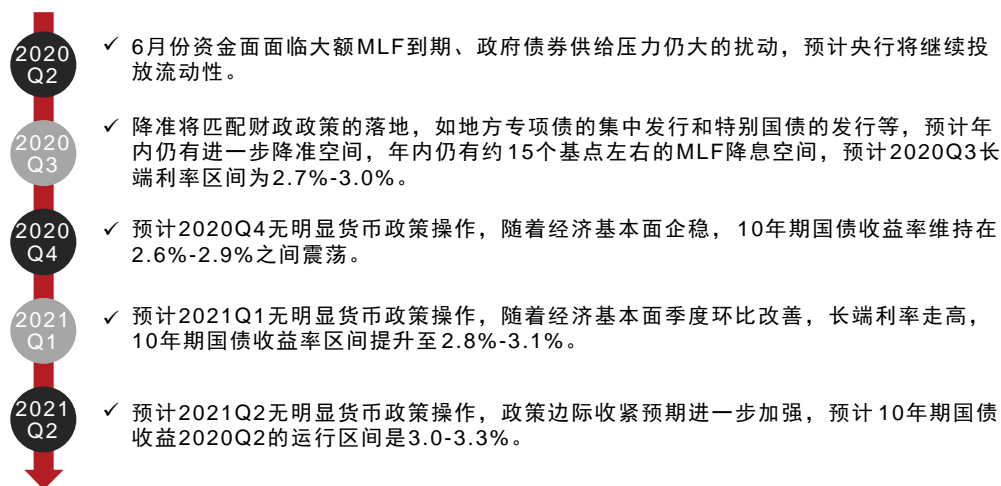 2020
Q2
✓ 6月份资金面面临大额MLF到期、政府债券供给压力仍大的扰动，预计央行将继续投
放流动性。
2020
Q3
✓ 降准将匹配财政政策的落地，如地方专项债的集中发行和特别国债的发行等，预计年
内仍有进一步降准空间，年内仍有约15个基点左右的MLF降息空间，预计2020Q3长
端利率区间为2.7%-3.0%。
2020
Q4
✓ 预计2020Q4无明显货币政策操作，随着经济基本面企稳，10年期国债收益率维持在
2.6%-2.9%之间震荡。
2021
Q1
✓ 预计2021Q1无明显货币政策操作，随着经济基本面季度环比改善，长端利率走高，
10年期国债收益率区间提升至2.8%-3.1%。
2021
Q2
✓ 预计2021Q2无明显货币政策操作，政策边际收紧预期进一步加强，预计10年期国债
收益2020Q2的运行区间是3.0-3.3%。